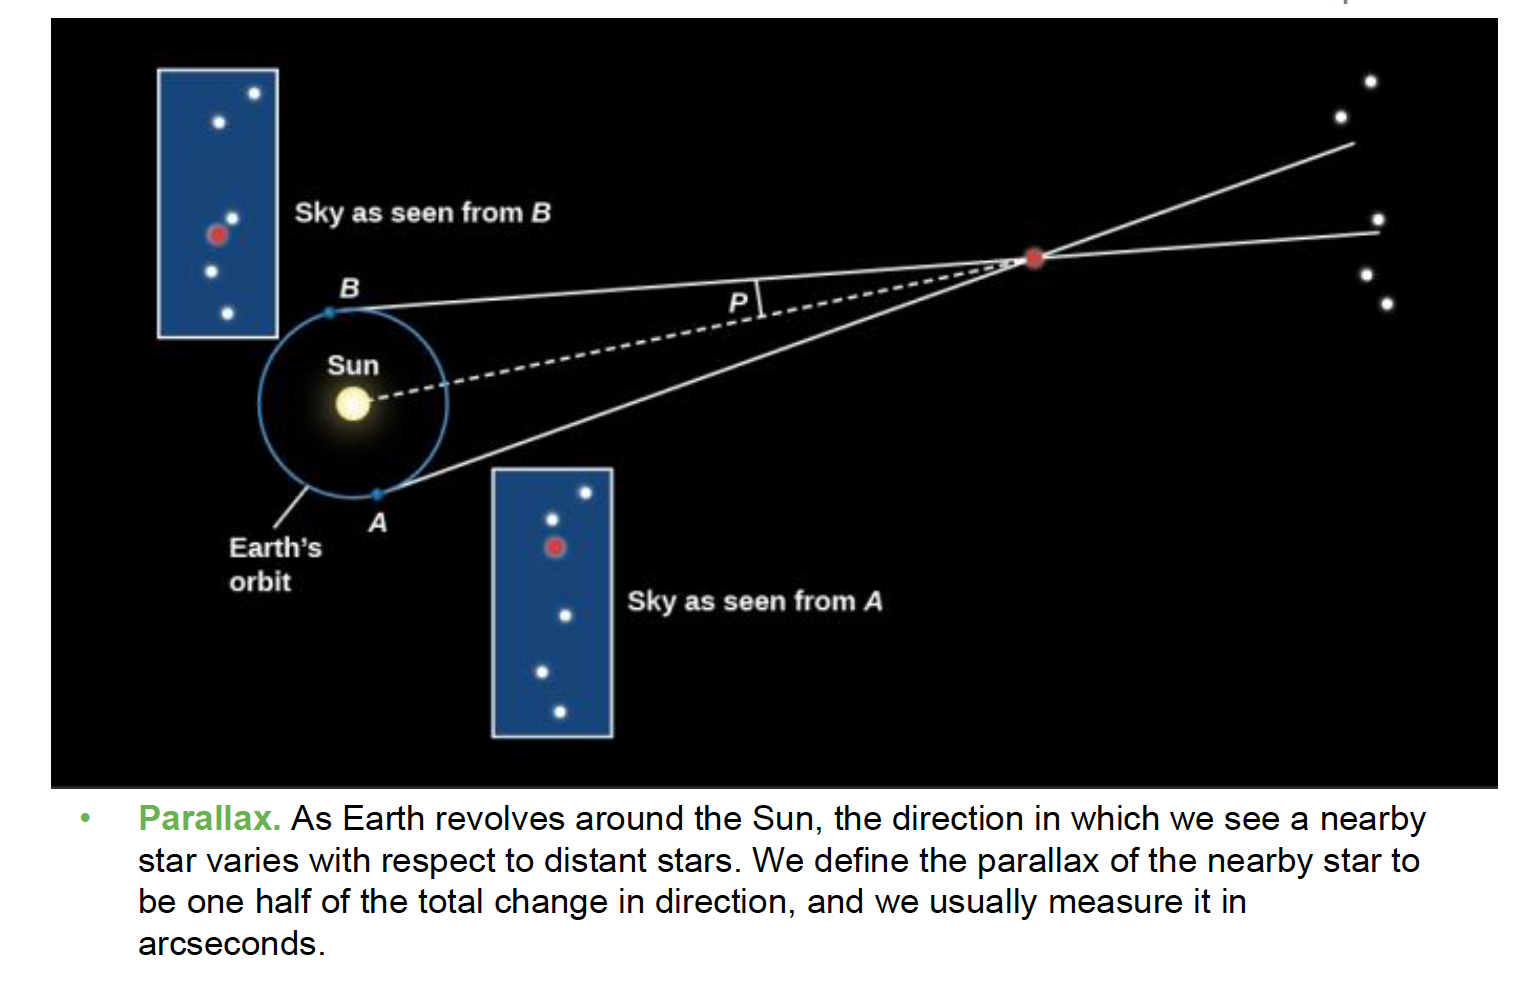 Sky as seen from B
B
P
Sun
A
Earth’s
orbit
Sky as seen from A
• Parallax. As Earth revolves around the Sun, the direction in which we see a nearby
star varies with respect to distant stars. We define the parallax of the nearby star to
be one half of the total change in direction, and we usually measure it in
arcseconds.